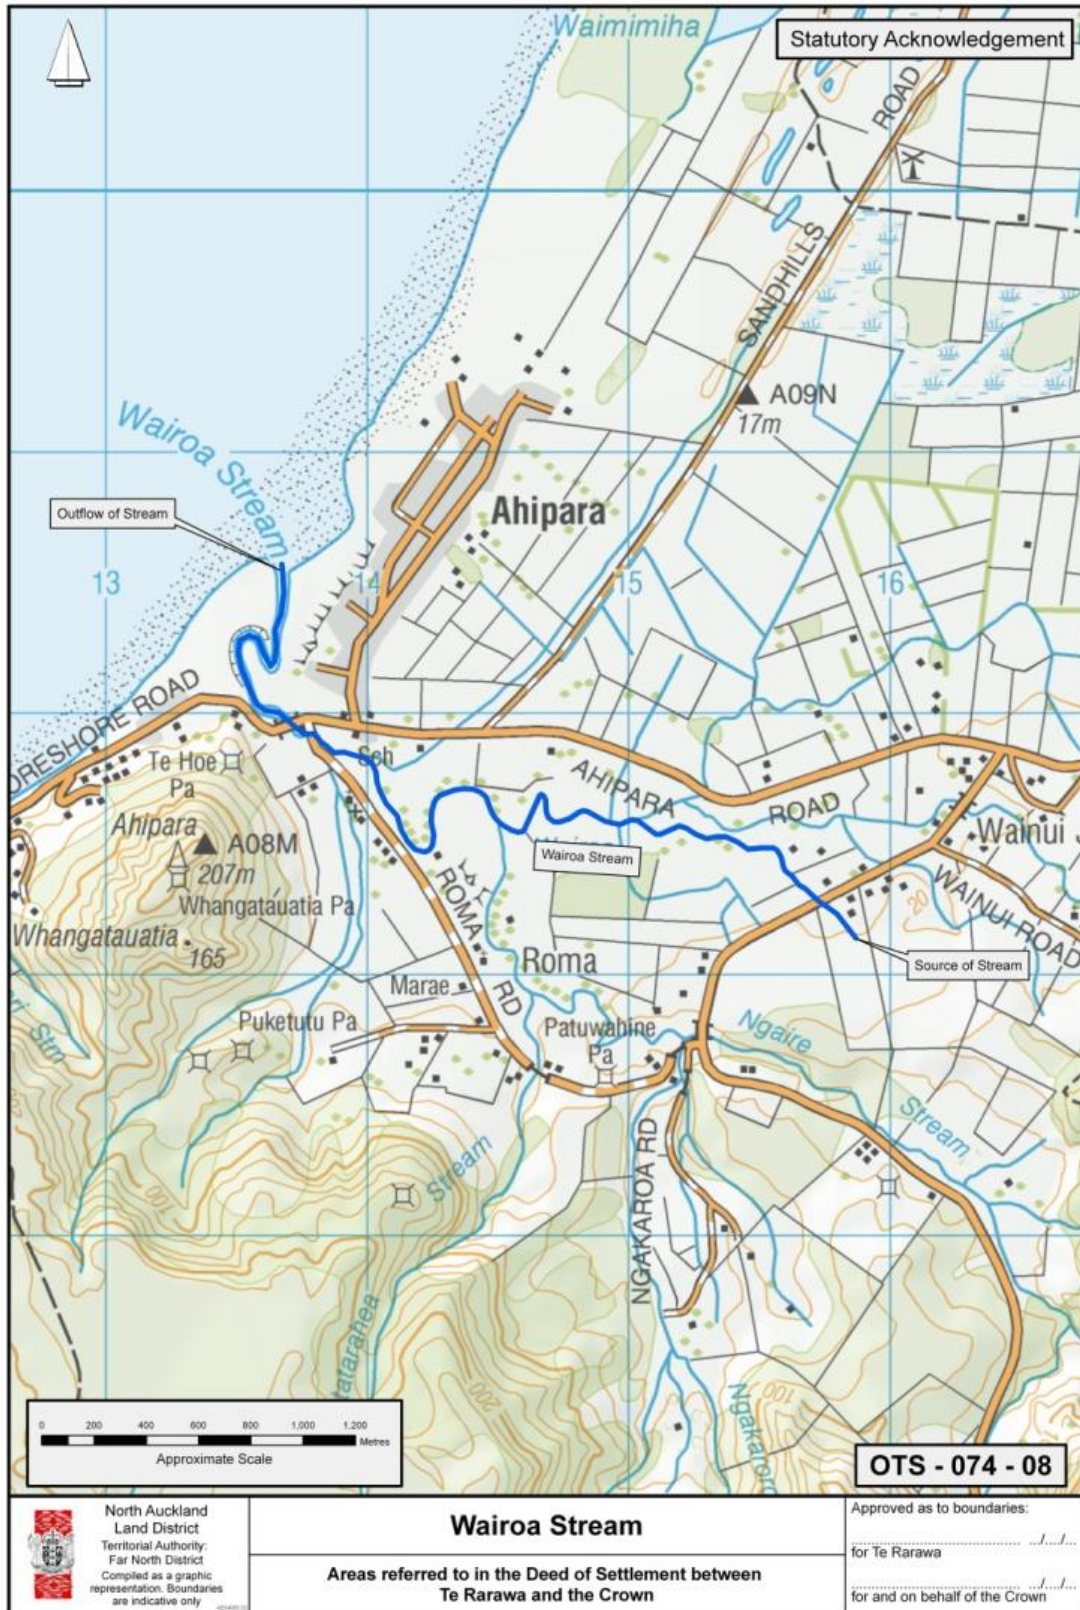 Waimimiha
Statutory Acknowledgement
ROAD
SANDHILLS
A09N
17m
Wairoa Stream
Outflow of Stream
Ahipara
13
14
15
16
ORESHORE ROAD
Te Hoe
Pa
Sch
AHIPARA
ROAD
Ahipara
A08M
207m
Wairoa Stream
Wainui
WAINUI ROAD
20
Whangatauatia Pa
Whangatauatia
165
ROMA
RD
Roma
Source of Stream
Marae
Puketutu Pa
Patuwahine
Pa
Ngaire
Stream
Stm
Stream
100
NGAKAROA RD
200
100
0 200 400 600 800 1,000 1,200
Metres
Approximate Scale
OTS - 074 - 08
North Auckland
Land District
Territorial Authority:
Far North District
Compiled as a graphic
representation. Boundaries
are indicative only
Wairoa Stream
Areas referred to in the Deed of Settlement between
Te Rarawa and the Crown
Approved as to boundaries:
............................ ..../..../....
for Te Rarawa
............................ ..../..../....
for and on behalf of the Crown